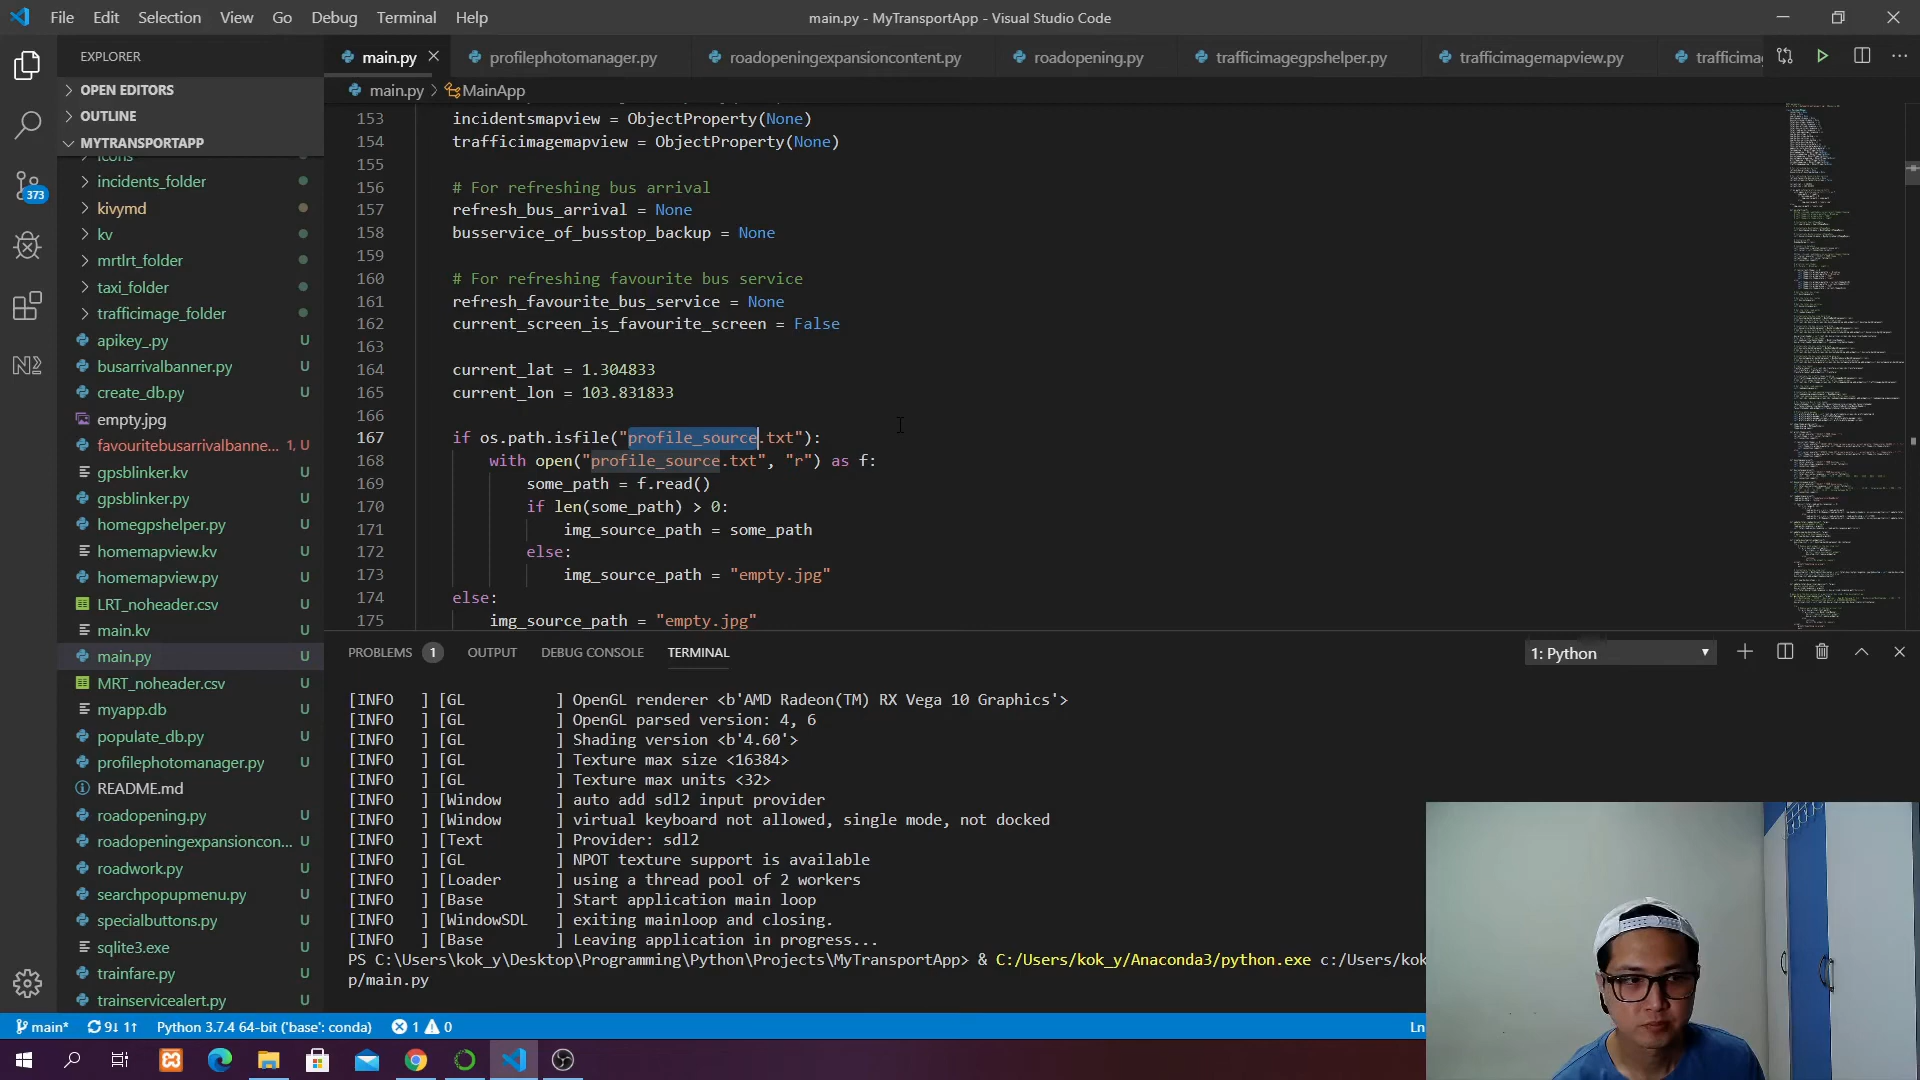 File Edit Selection View Go Debug Terminal Help
main.py - MyTransportApp - Visual Studio Code
EXPLORER
main.py
profilephotomanager.py
roadopeningexpansioncontent.py
roadopening.py
trafficimagegpshelper.py
trafficimagemapview.py
trafficima
main.py > MainApp
OPEN EDITORS
OUTLINE
MYTRANSPORTAPP
icons
incidents_folder
kivymd
kv
mrtlrt_folder
taxi_folder
trafficimage_folder
apikey_.py U
busarrivalbanner.py U
create_db.py U
empty.jpg
favouritebusarrivalbanne... 1, U
gpsblinker.kv U
gpsblinker.py U
homegpshelper.py U
homemapview.kv U
homemapview.py U
LRT_noheader.csv U
main.kv U
main.py U
MRT_noheader.csv U
myapp.db U
populate_db.py U
profilephotomanager.py U
README.md
roadopening.py U
roadopeningexpansioncon... U
roadwork.py U
searchpopupmenu.py U
specialbuttons.py U
sqlite3.exe U
trainfare.py U
trainservicealert.py U
373
153 incidentsmapview = ObjectProperty(None)
154 trafficimagemapview = ObjectProperty(None)
155
156 # For refreshing bus arrival
157 refresh_bus_arrival = None
158 busservice_of_busstop_backup = None
159
160 # For refreshing favourite bus service
161 refresh_favourite_bus_service = None
162 current_screen_is_favourite_screen = False
163
164 current_lat = 1.304833
165 current_lon = 103.831833
166
167 if os.path.isfile("profile_source.txt"):
168 with open("profile_source.txt", "r") as f:
169 some_path = f.read()
170 if len(some_path) > 0:
171 img_source_path = some_path
172 else:
173 img_source_path = "empty.jpg"
174 else:
175 img_source_path = "empty.jpg"
PROBLEMS 1 OUTPUT DEBUG CONSOLE TERMINAL
1: Python
[INFO ] [GL ] OpenGL renderer <b'AMD Radeon(TM) RX Vega 10 Graphics'>
[INFO ] [GL ] OpenGL parsed version: 4, 6
[INFO ] [GL ] Shading version <b'4.60'>
[INFO ] [GL ] Texture max size <16384>
[INFO ] [GL ] Texture max units <32>
[INFO ] [Window ] auto add sdl2 input provider
[INFO ] [Window ] virtual keyboard not allowed, single mode, not docked
[INFO ] [Text ] Provider: sdl2
[INFO ] [GL ] NPOT texture support is available
[INFO ] [Loader ] using a thread pool of 2 workers
[INFO ] [Base ] Start application main loop
[INFO ] [WindowSDL ] exiting mainloop and closing.
[INFO ] [Base ] Leaving application in progress...
PS C:\Users\kok_y\Desktop\Programming\Python\Projects\MyTransportApp> & C:/Users/kok_y/Anaconda3/python.exe c:/Users/kok
p/main.py
main* 9↓ 1↑ Python 3.7.4 64-bit ('base': conda) 1 0
Ln